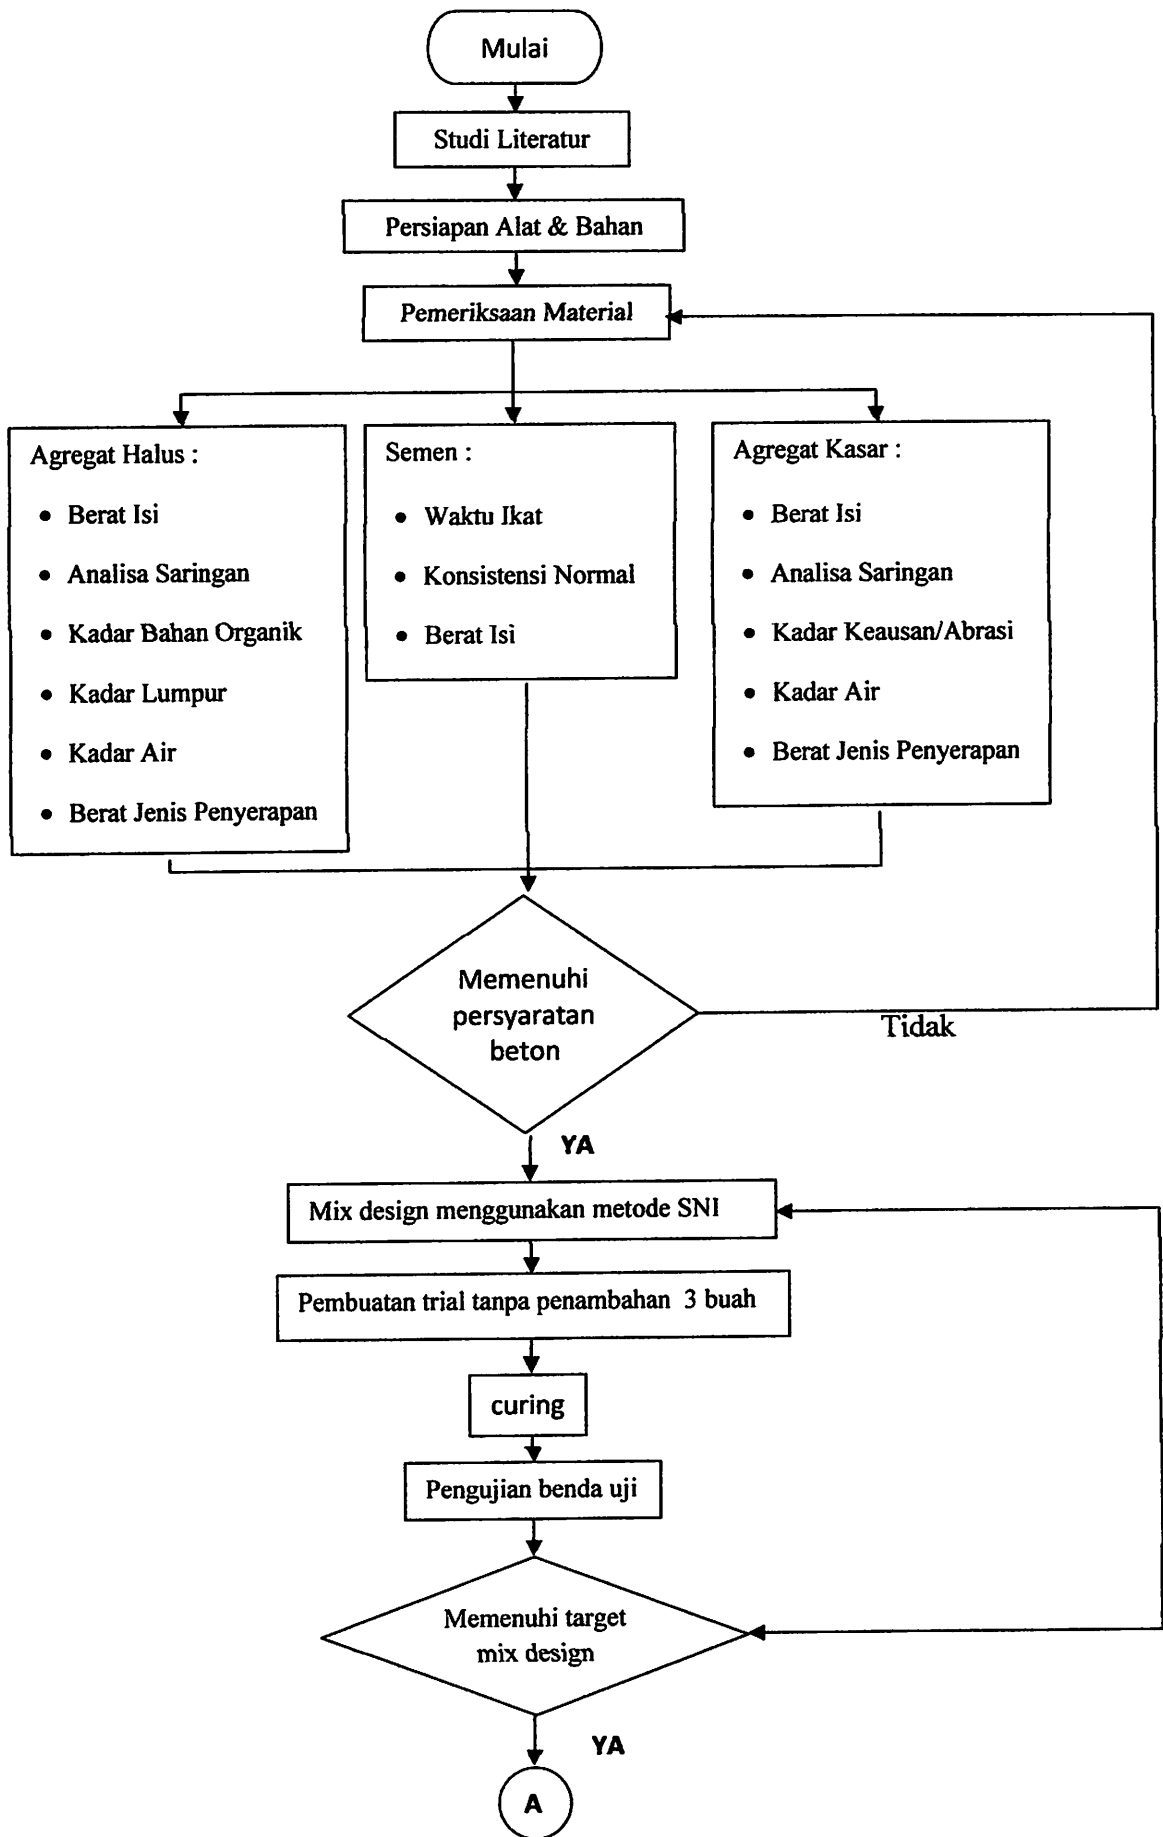 Mulai
Studi Literatur
Persiapan Alat & Bahan
Pemeriksaan Material
Agregat Halus :
• Berat Isi
• Analisa Saringan
• Kadar Bahan Organik
• Kadar Lumpur
• Kadar Air
• Berat Jenis Penyerapan
Semen :
• Waktu Ikat
• Konsistensi Normal
• Berat Isi
Agregat Kasar :
• Berat Isi
• Analisa Saringan
• Kadar Keausan/Abrasi
• Kadar Air
• Berat Jenis Penyerapan
Memenuhi
persyaratan
beton
Tidak
YA
Mix design menggunakan metode SNI
Pembuatan trial tanpa penambahan 3 buah
curing
Pengujian benda uji
Memenuhi target
mix design
YA
A